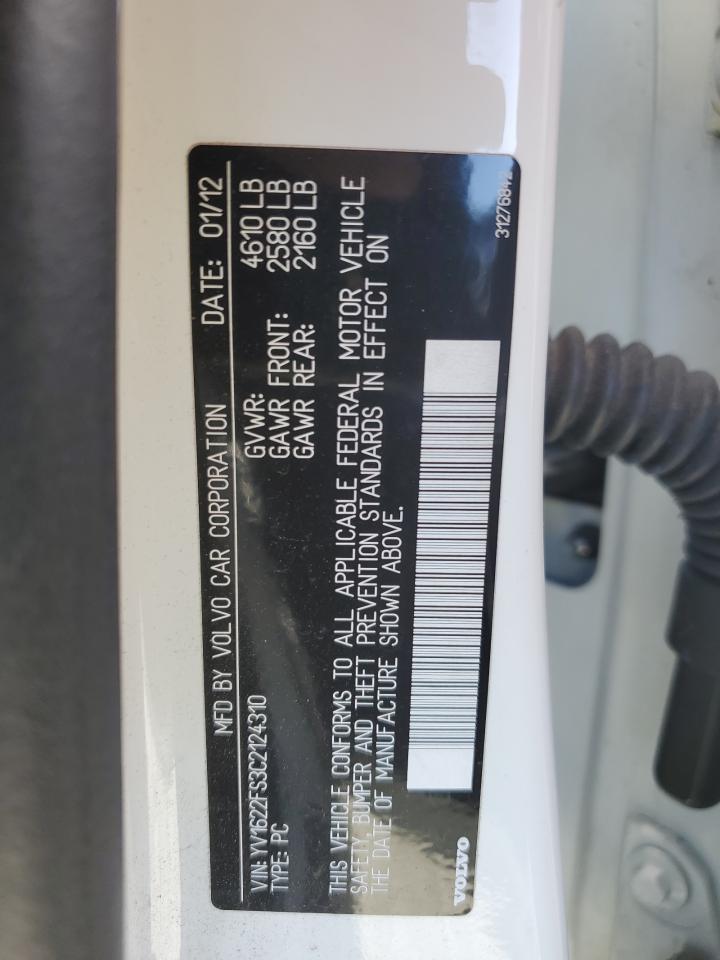 MFD BY VOLVO CAR CORPORATION DATE: 01/12
VIN: YV1622FS3C2124310 GVWR: 4610 LB
TYPE: PC GAWR FRONT: 2580 LB
GAWR REAR: 2160 LB
THIS VEHICLE CONFORMS TO ALL APPLICABLE FEDERAL MOTOR VEHICLE
SAFETY, BUMPER AND THEFT PREVENTION STANDARDS IN EFFECT ON
THE DATE OF MANUFACTURE SHOWN ABOVE.
VOLVO 31276842